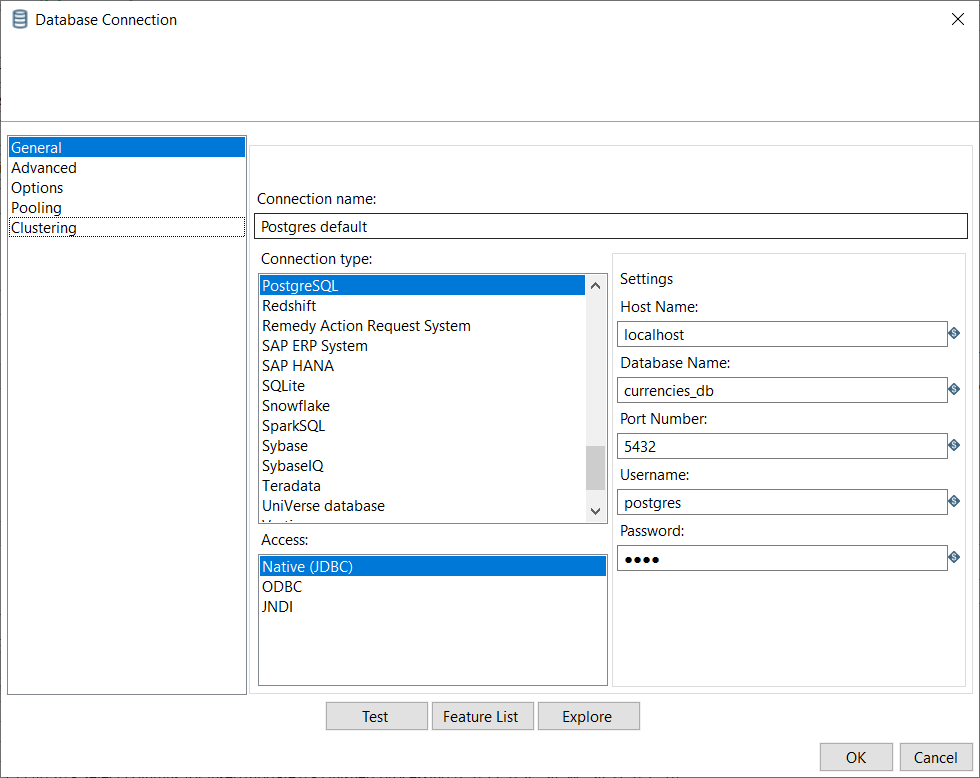 Database Connection
General
Advanced
Options
Pooling
Clustering
Connection name:
Postgres default
Connection type:
PostgreSQL
Redshift
Remedy Action Request System
SAP ERP System
SAP HANA
SQLite
Snowflake
SparkSQL
Sybase
SybaseIQ
Teradata
UniVerse database
Access:
Native (JDBC)
ODBC
JNDI
Settings
Host Name:
localhost
Database Name:
currencies_db
Port Number:
5432
Username:
postgres
Password:
●●●●
Test
Feature List
Explore
OK
Cancel